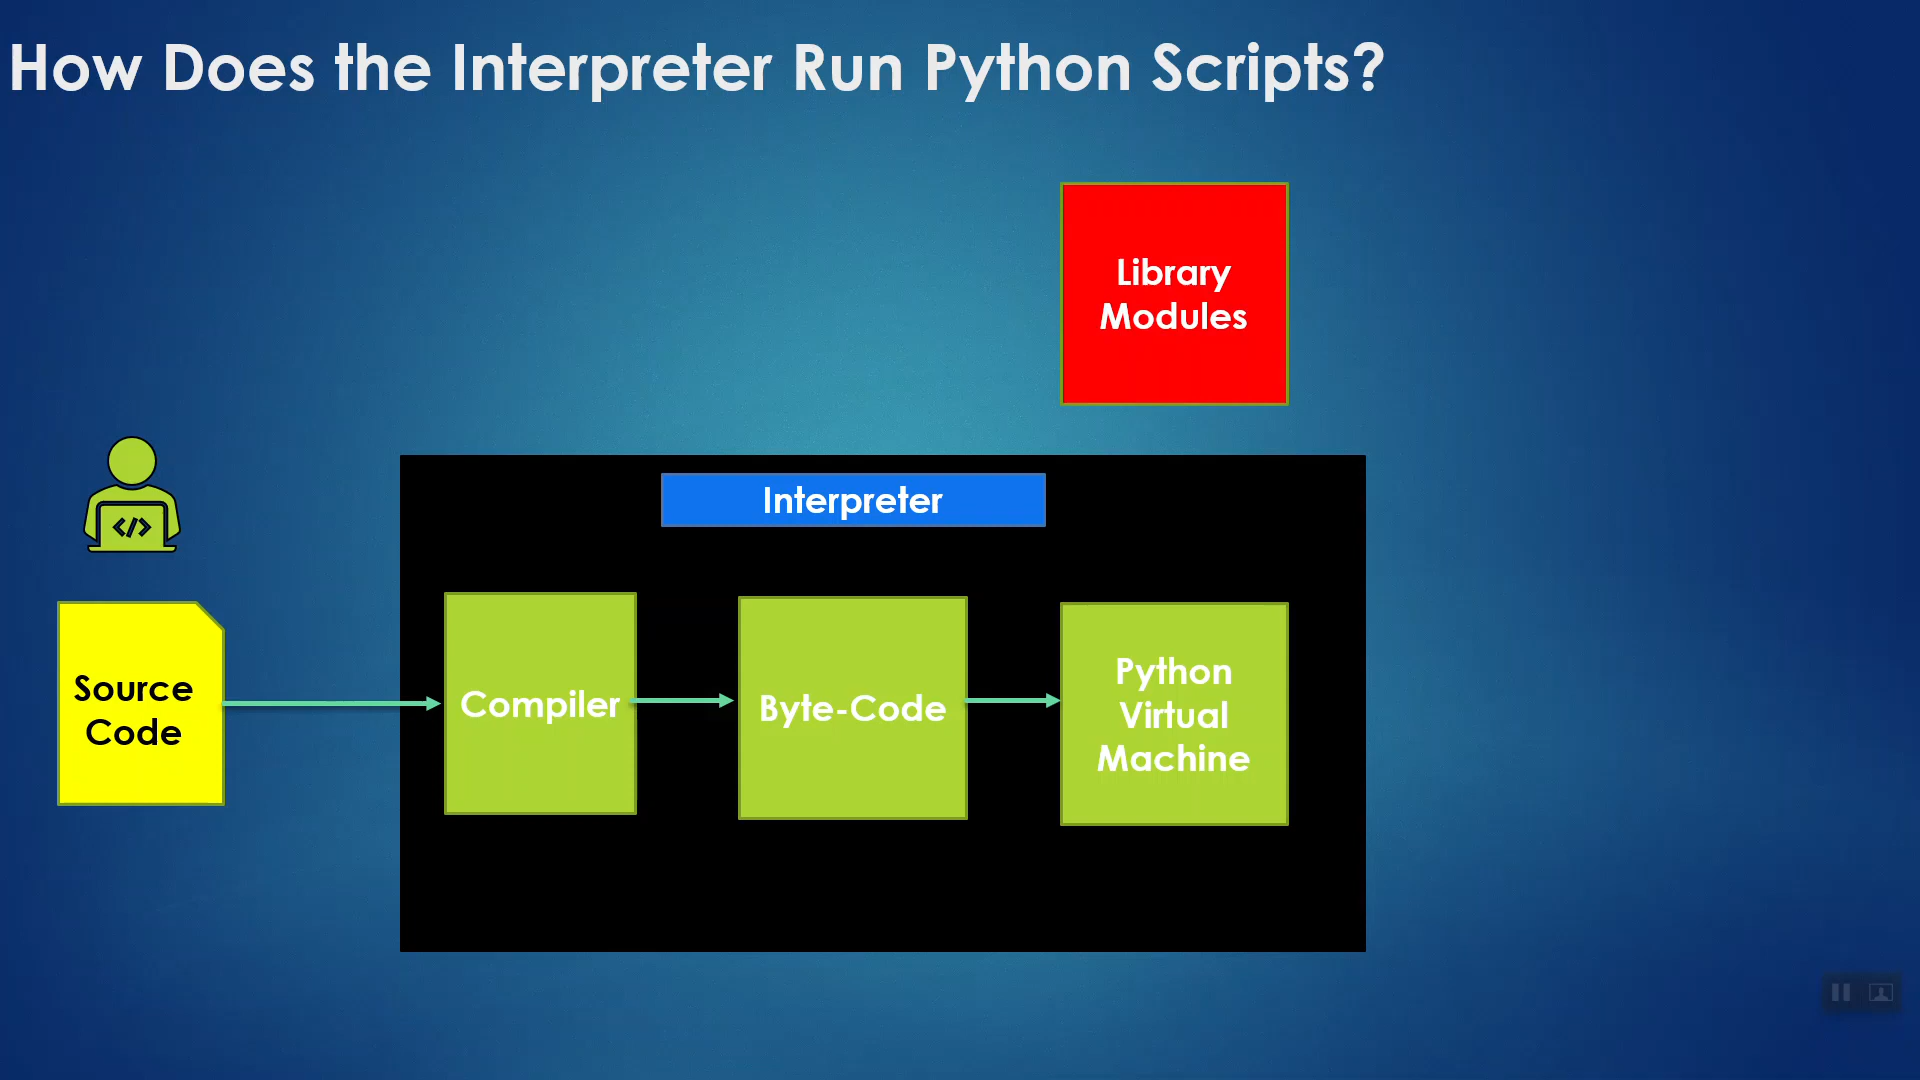 How Does the Interpreter Run Python Scripts?
Library
Modules
Interpreter
</>
Source
Code
Compiler
Byte-Code
Python
Virtual
Machine